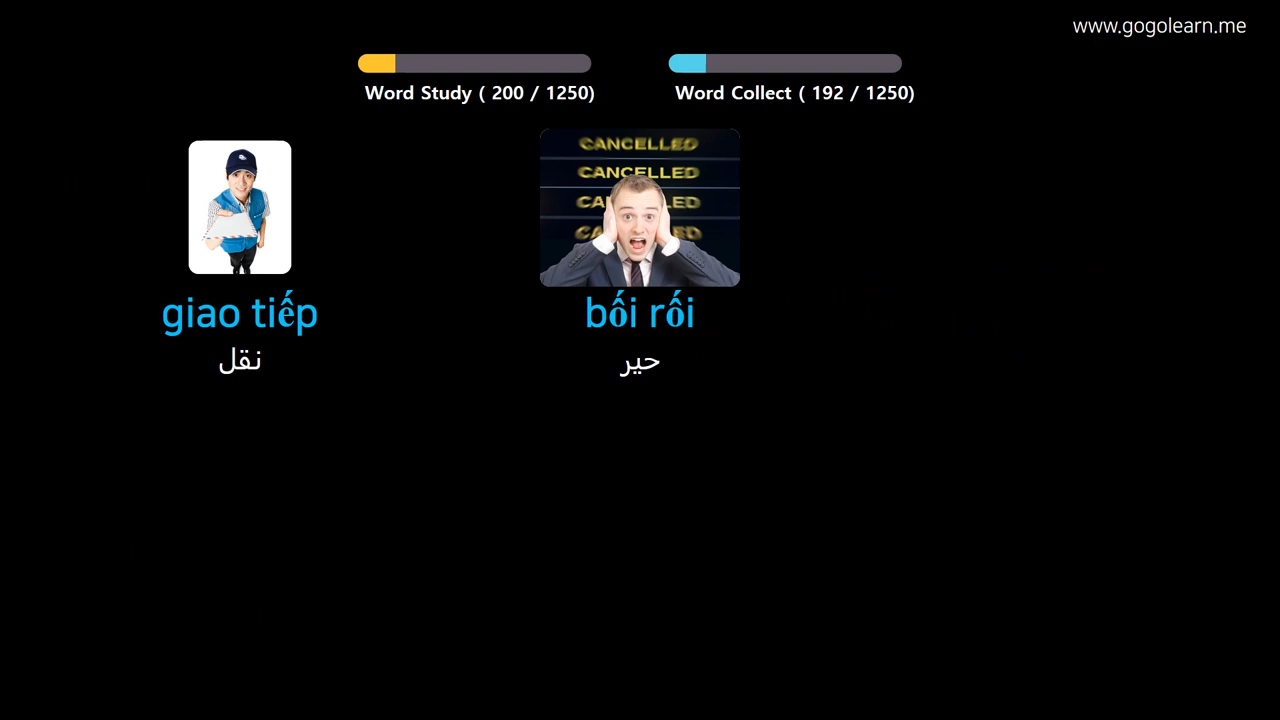 www.gogolearn.me
Word Study ( 200 / 1250)
Word Collect ( 192 / 1250)
CANCELLED
CANCELLED
giao tiếp
bối rối
نقل
حير